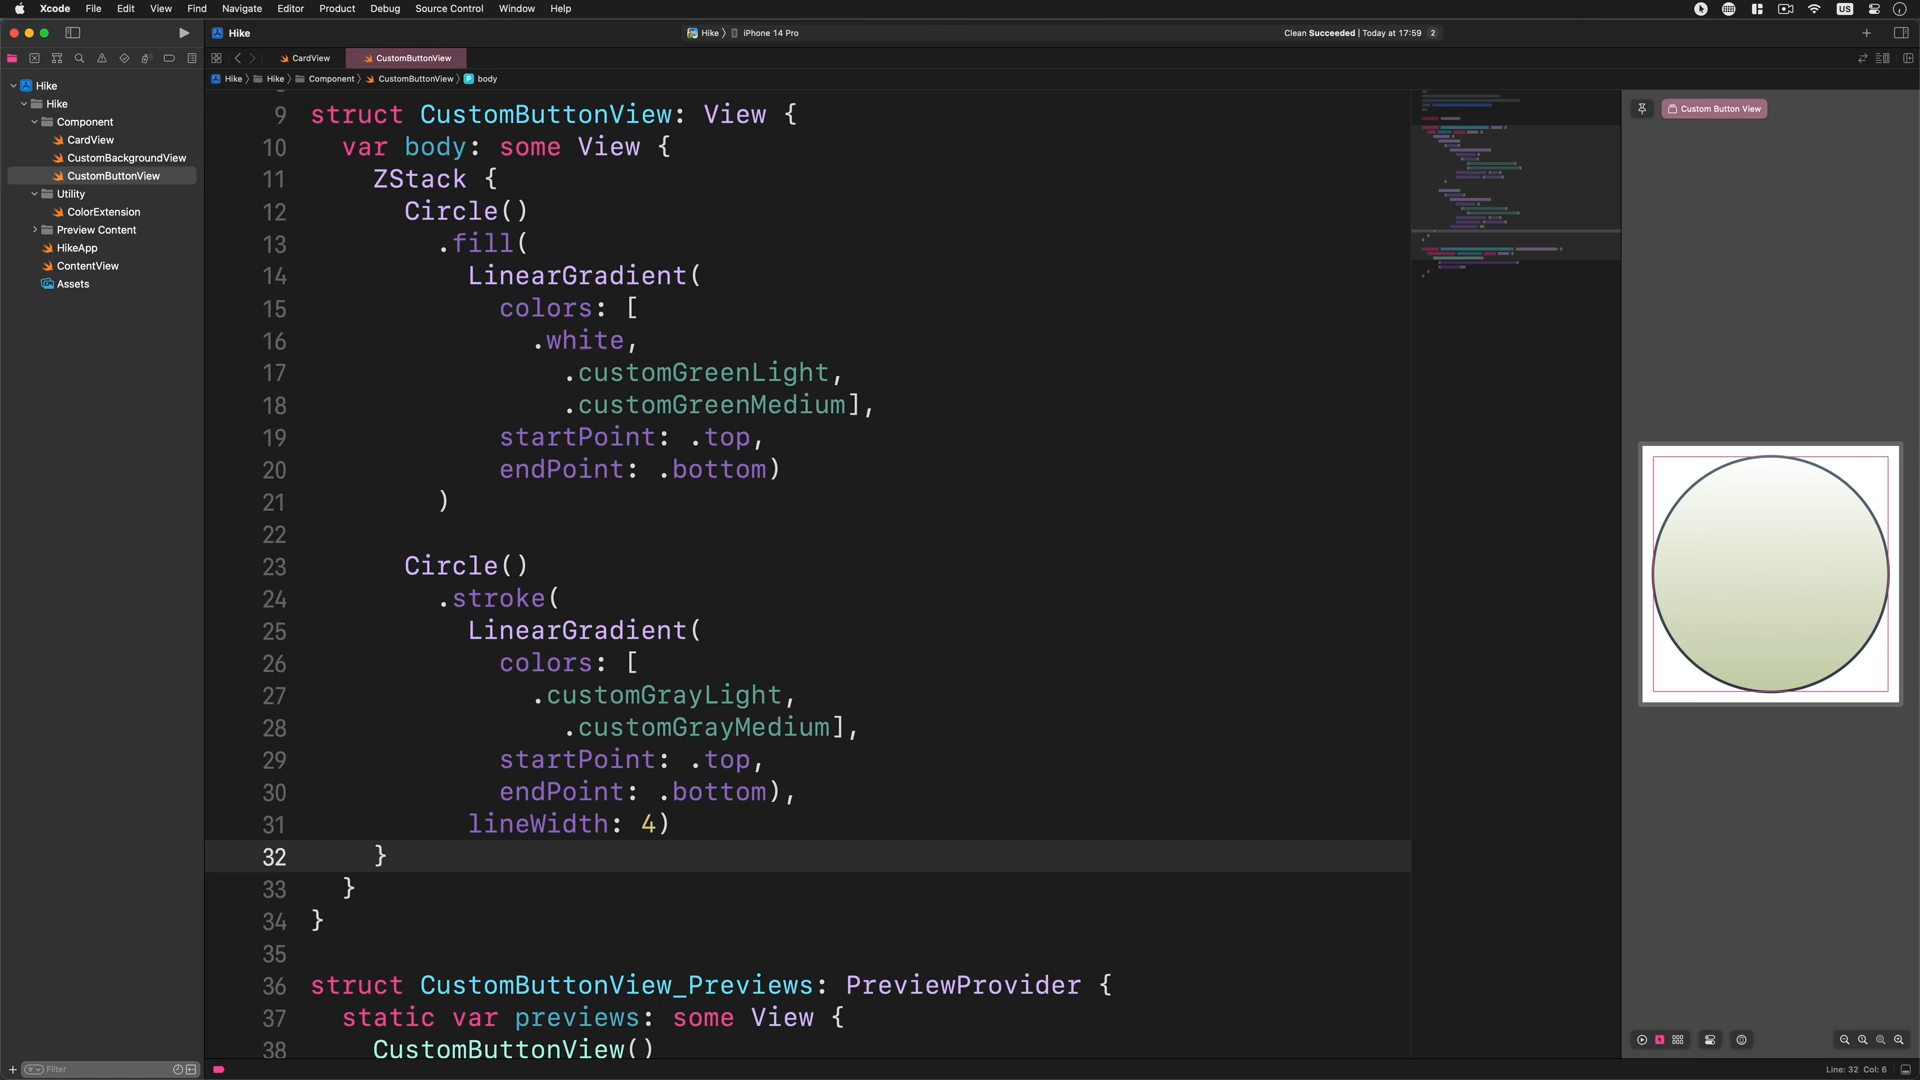 Xcode File Edit View Find Navigate Editor Product Debug Source Control Window Help
US
Hike
Hike 〉 iPhone 14 Pro
Clean Succeeded | Today at 17:59 2
CardView
CustomButtonView
Hike 〉 Hike 〉 Component 〉 CustomButtonView 〉 P body
Hike
Hike
Component
CardView
CustomBackgroundView
CustomButtonView
Utility
ColorExtension
Preview Content
HikeApp
ContentView
Assets
9 struct CustomButtonView: View {
10 var body: some View {
11 ZStack {
12 Circle()
13 .fill(
14 LinearGradient(
15 colors: [
16 .white,
17 .customGreenLight,
18 .customGreenMedium],
19 startPoint: .top,
20 endPoint: .bottom)
21 )
22
23 Circle()
24 .stroke(
25 LinearGradient(
26 colors: [
27 .customGrayLight,
28 .customGrayMedium],
29 startPoint: .top,
30 endPoint: .bottom),
31 lineWidth: 4)
32 }
33 }
34 }
35
36 struct CustomButtonView_Previews: PreviewProvider {
37 static var previews: some View {
38 CustomButtonView()
Custom Button View
Filter
Line: 32 Col: 6